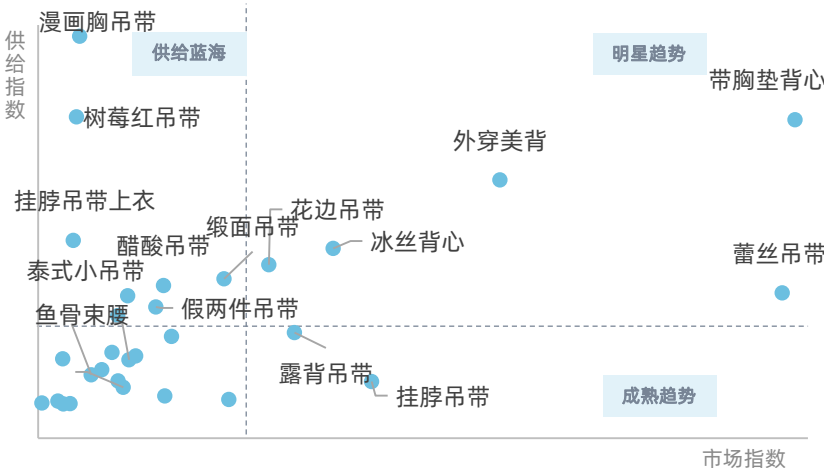 漫画胸吊带
供给蓝海
明星趋势
供给指数
带胸垫背心
树莓红吊带
外穿美背
挂脖吊带上衣
花边吊带
缎面吊带
醋酸吊带
冰丝背心
蕾丝吊带
泰式小吊带
假两件吊带
鱼骨束腰
露背吊带
挂脖吊带
成熟趋势
市场指数